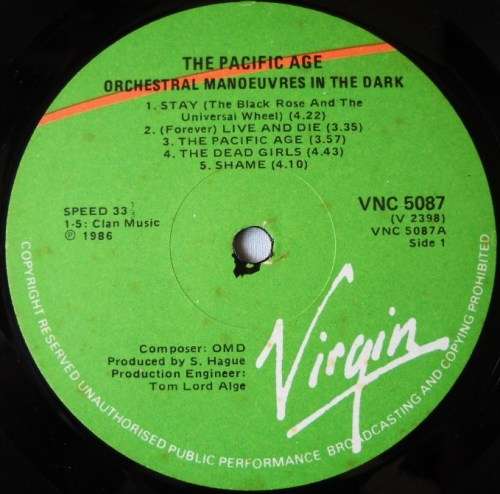 THE PACIFIC AGE
ORCHESTRAL MANOEUVRES IN THE DARK
1. STAY (The Black Rose And The
Universal Wheel) (4.22)
2. (Forever) LIVE AND DIE (3.35)
3. THE PACIFIC AGE (3.57)
4. THE DEAD GIRLS (4.43)
5. SHAME (4.10)
SPEED 33⅓
1-5: Clan Music
℗ 1986
VNC 5087
(V 2398)
VNC 5087A
Side 1
Composer: OMD
Produced by S. Hague
Production Engineer:
Tom Lord Alge
Virgin
COPYRIGHT RESERVED UNAUTHORISED PUBLIC PERFORMANCE BROADCASTING AND COPYING PROHIBITED